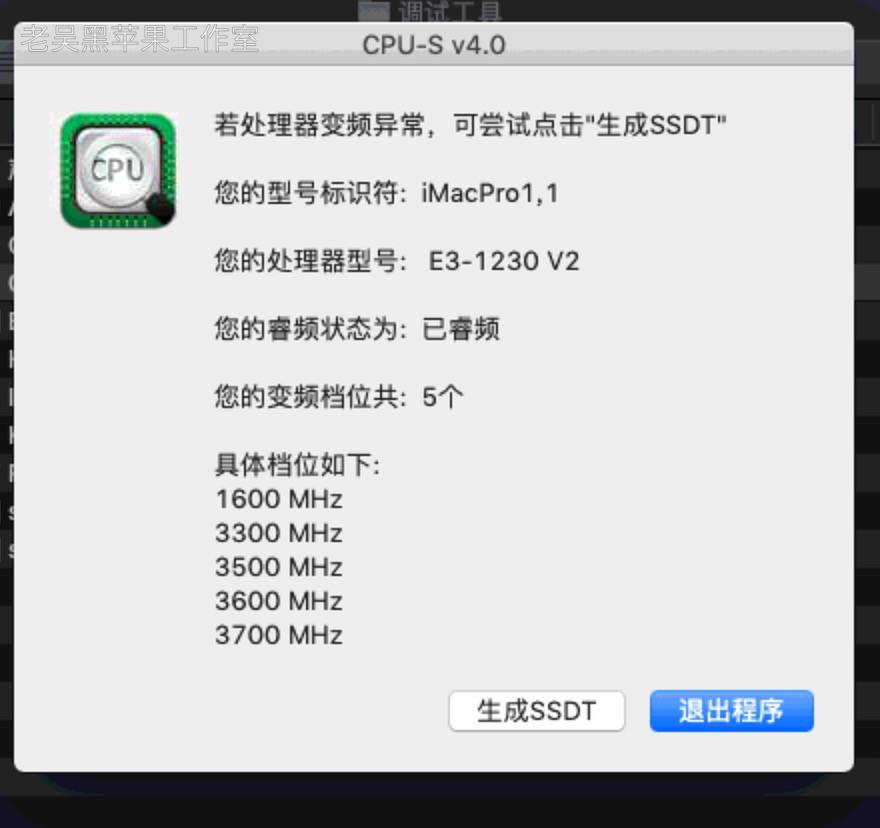 调试工具
老吴黑苹果工作室
CPU-S v4.0
CPU
若处理器变频异常，可尝试点击"生成SSDT"
您的型号标识符: iMacPro1,1
您的处理器型号: E3-1230 V2
您的睿频状态为: 已睿频
您的变频档位共: 5个
具体档位如下:
1600 MHz
3300 MHz
3500 MHz
3600 MHz
3700 MHz
生成SSDT
退出程序